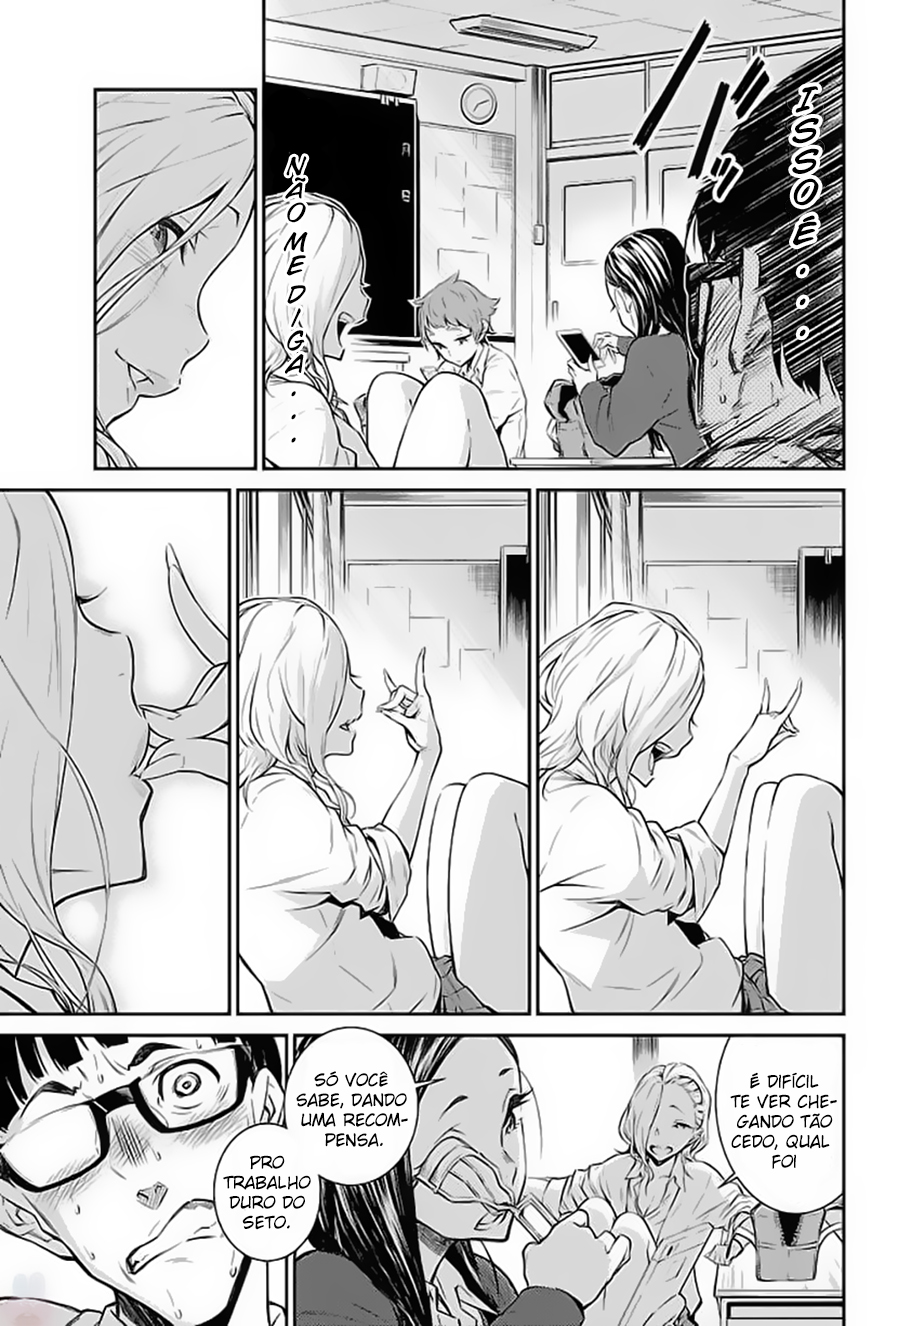 ISSO É...
NÃO ME DIGA...
É DIFÍCIL
TE VER CHE-
GANDO TÃO
CEDO, QUAL
FOI
SÓ VOCÊ
SABE, DANDO
UMA RECOM-
PENSA.
PRO
TRABALHO
DURO DO
SETO.